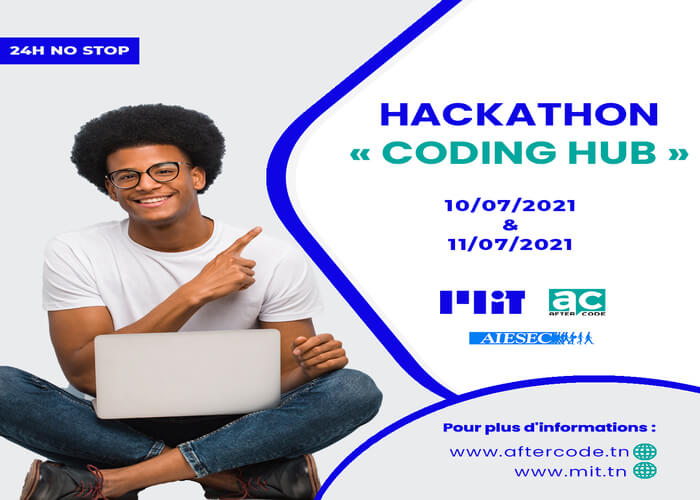 24H NO STOP
HACKATHON
« CODING HUB »
10/07/2021
&
11/07/2021
MIT
ac
AFTER CODE
AIESEC
Pour plus d'informations :
www.aftercode.tn
www.mit.tn